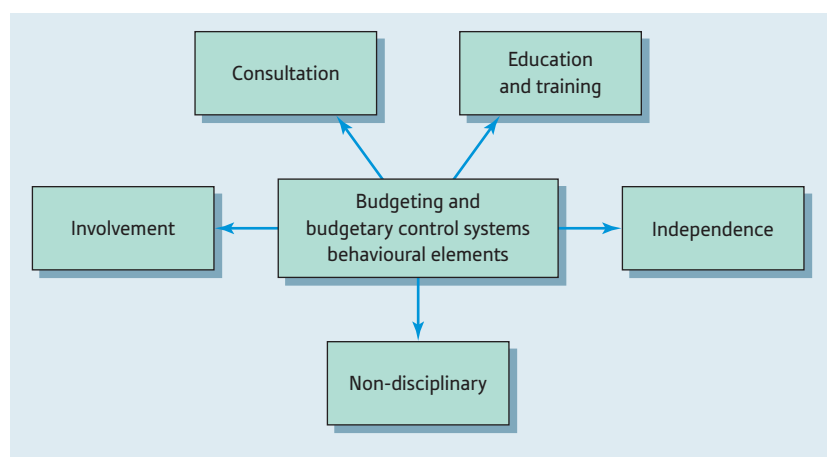 Consultation
Education
and training
Involvement
Budgeting and
budgetary control systems
behavioural elements
Independence
Non-disciplinary